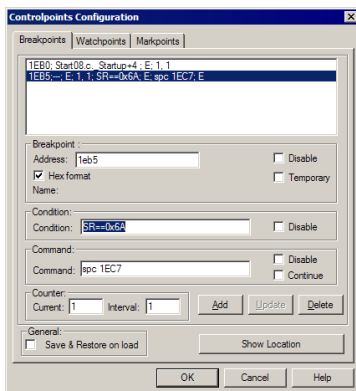 Controlpoints Configuration
Breakpoints Watchpoints Markpoints
1EB0; Start08.c._Startup+4 ; E; 1, 1
1EB5;---; E; 1, 1; SR==0x6A; E; spc 1EC7; E
Breakpoint :
Address: 1eb5 Disable
Hex format Temporary
Name:
Condition:
Condition: SR==0x6A Disable
Command:
Disable
Command: spc 1EC7 Continue
Counter:
Current: 1 Interval: 1 Add Update Delete
General:
Save & Restore on load Show Location
OK Cancel Help